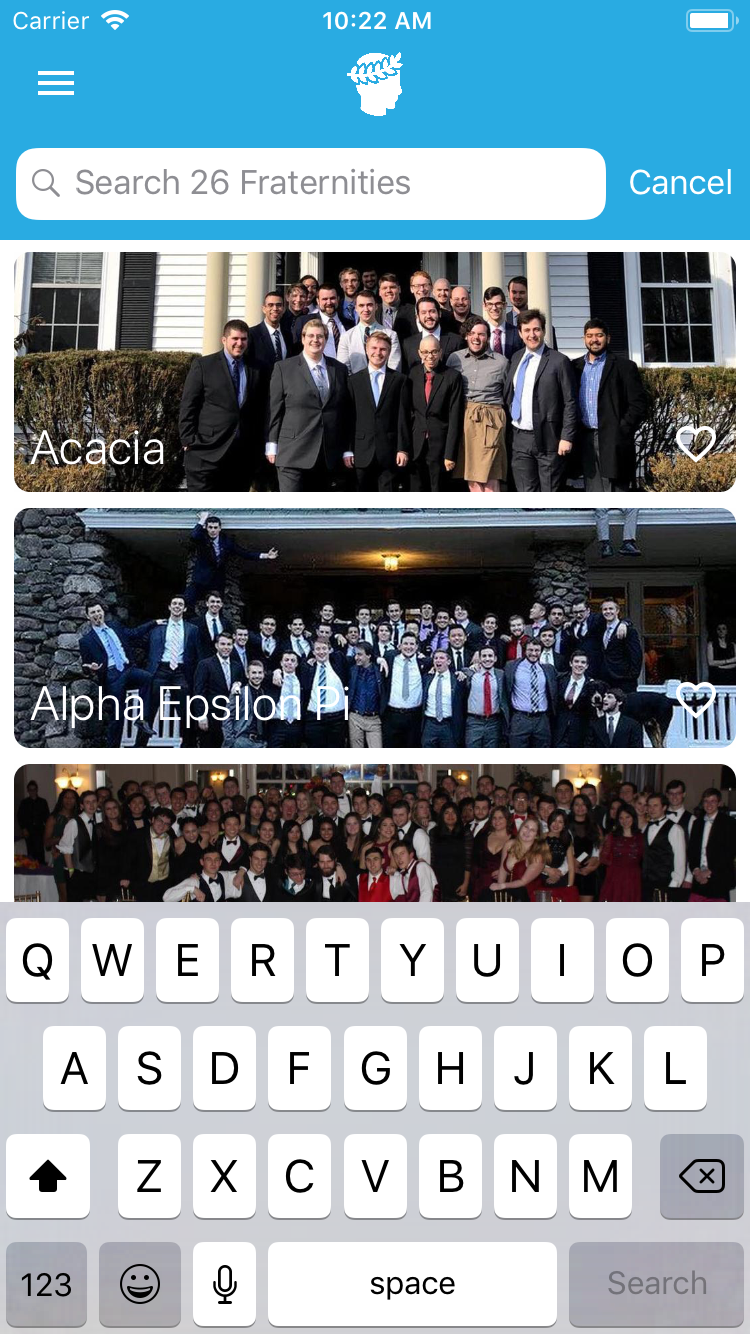 Carrier 10:22 AM
Search 26 Fraternities Cancel
Acacia
Alpha Epsilon Pi
Q W E R T Y U I O P
A S D F G H J K L
Z X C V B N M
123 space Search